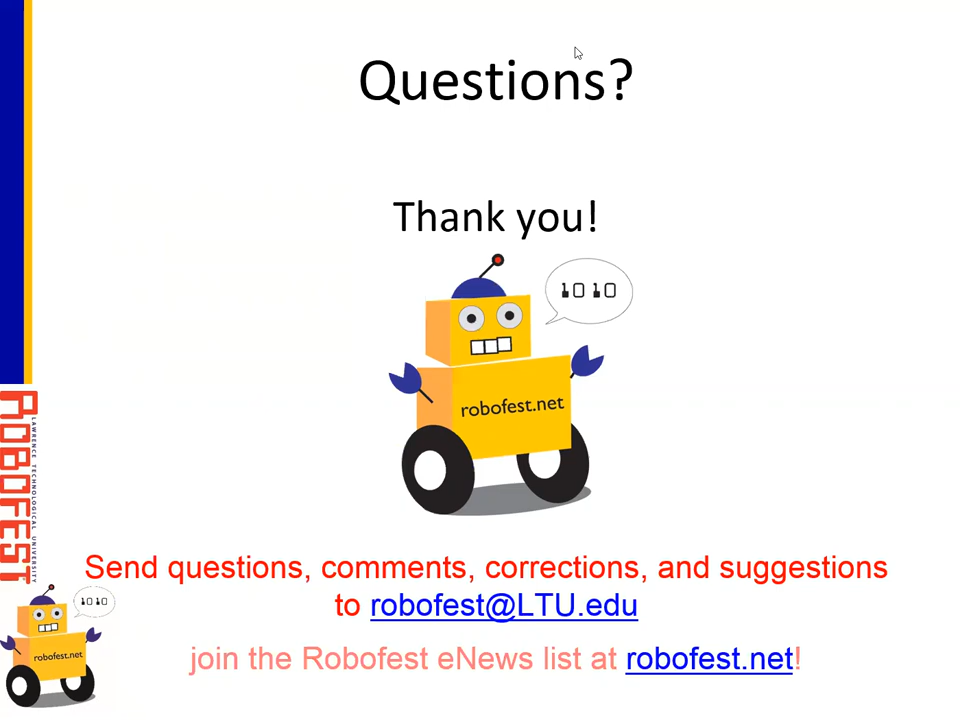 Questions?
Thank you!
1010
robofest.net
ROBOFEST
LAWRENCE TECHNOLOGICAL UNIVERSITY
Send questions, comments, corrections, and suggestions
to robofest@LTU.edu
1010
robofest.net
join the Robofest eNews list at robofest.net!